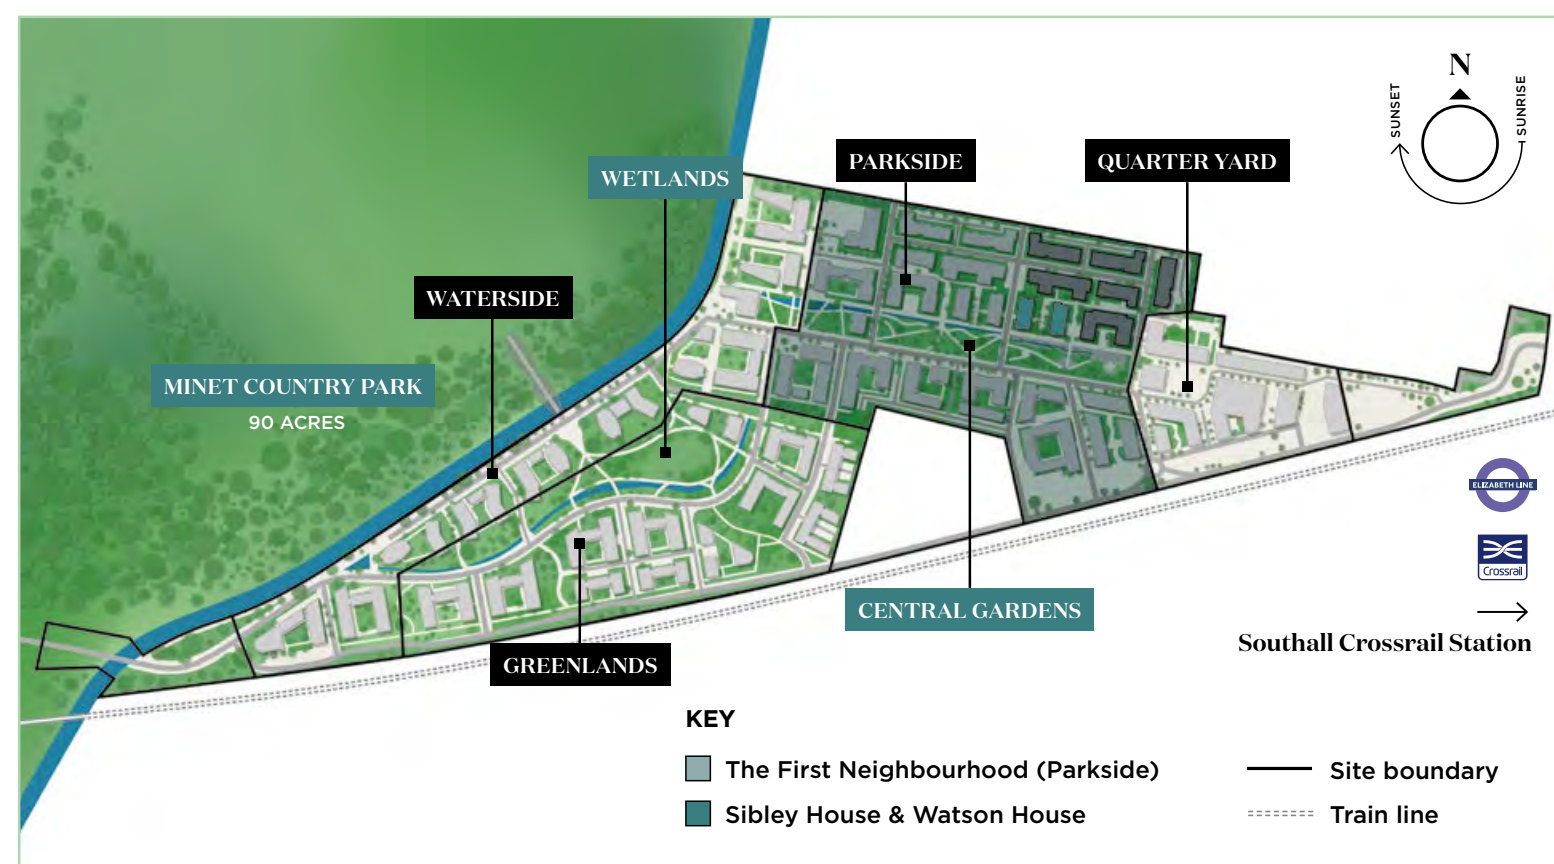 N
SUNSET
SUNRISE
PARKSIDE
QUARTER YARD
WETLANDS
WATERSIDE
MINET COUNTRY PARK
90 ACRES
ELIZABETH LINE
Crossrail
CENTRAL GARDENS
Southall Crossrail Station
GREENLANDS
KEY
The First Neighbourhood (Parkside)
Site boundary
Sibley House & Watson House
Train line